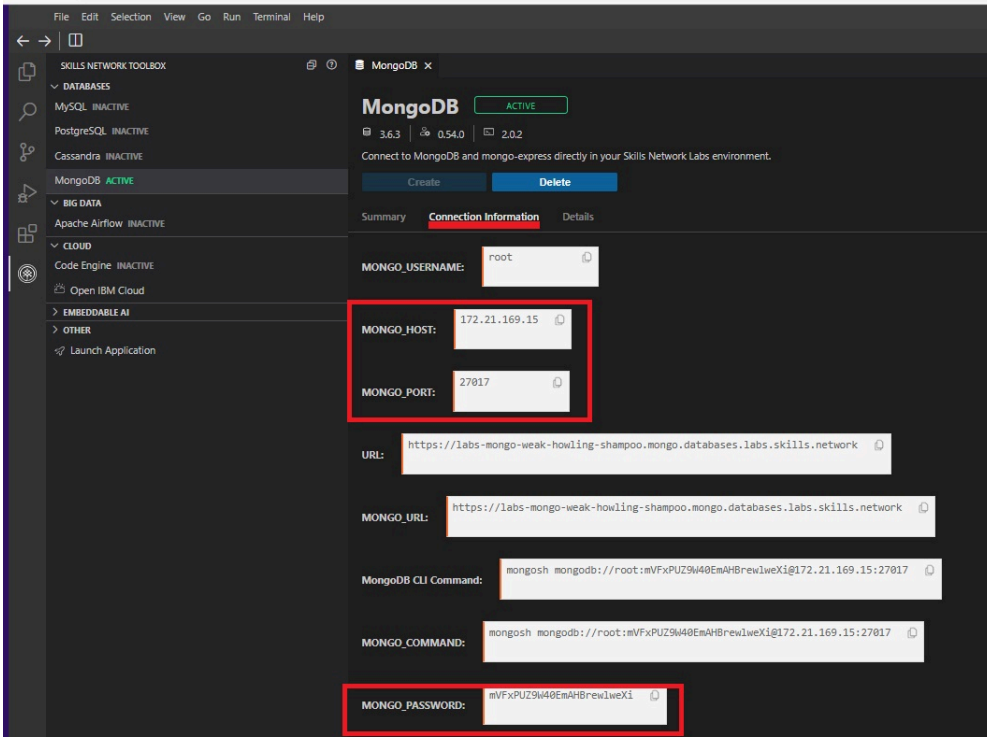 File Edit Selection View Go Run Terminal Help
SKILLS NETWORK TOOLBOX
DATABASES
MySQL INACTIVE
PostgreSQL INACTIVE
Cassandra INACTIVE
MongoDB ACTIVE
BIG DATA
Apache Airflow INACTIVE
CLOUD
Code Engine INACTIVE
Open IBM Cloud
EMBEDDABLE AI
OTHER
Launch Application
MongoDB
MongoDB ACTIVE
3.6.3 0.54.0 2.0.2
Connect to MongoDB and mongo-express directly in your Skills Network Labs environment.
Create Delete
Summary Connection Information Details
MONGO_USERNAME: root
MONGO_HOST: 172.21.169.15
MONGO_PORT: 27017
URL: https://labs-mongo-weak-howling-shampoo.mongo.databases.labs.skills.network
MONGO_URL: https://labs-mongo-weak-howling-shampoo.mongo.databases.labs.skills.network
MongoDB CLI Command: mongosh mongodb://root:mVFxPUZ9W40EmAHBrewlweXi@172.21.169.15:27017
MONGO_COMMAND: mongosh mongodb://root:mVFxPUZ9W40EmAHBrewlweXi@172.21.169.15:27017
MONGO_PASSWORD: mVFxPUZ9W40EmAHBrewlweXi